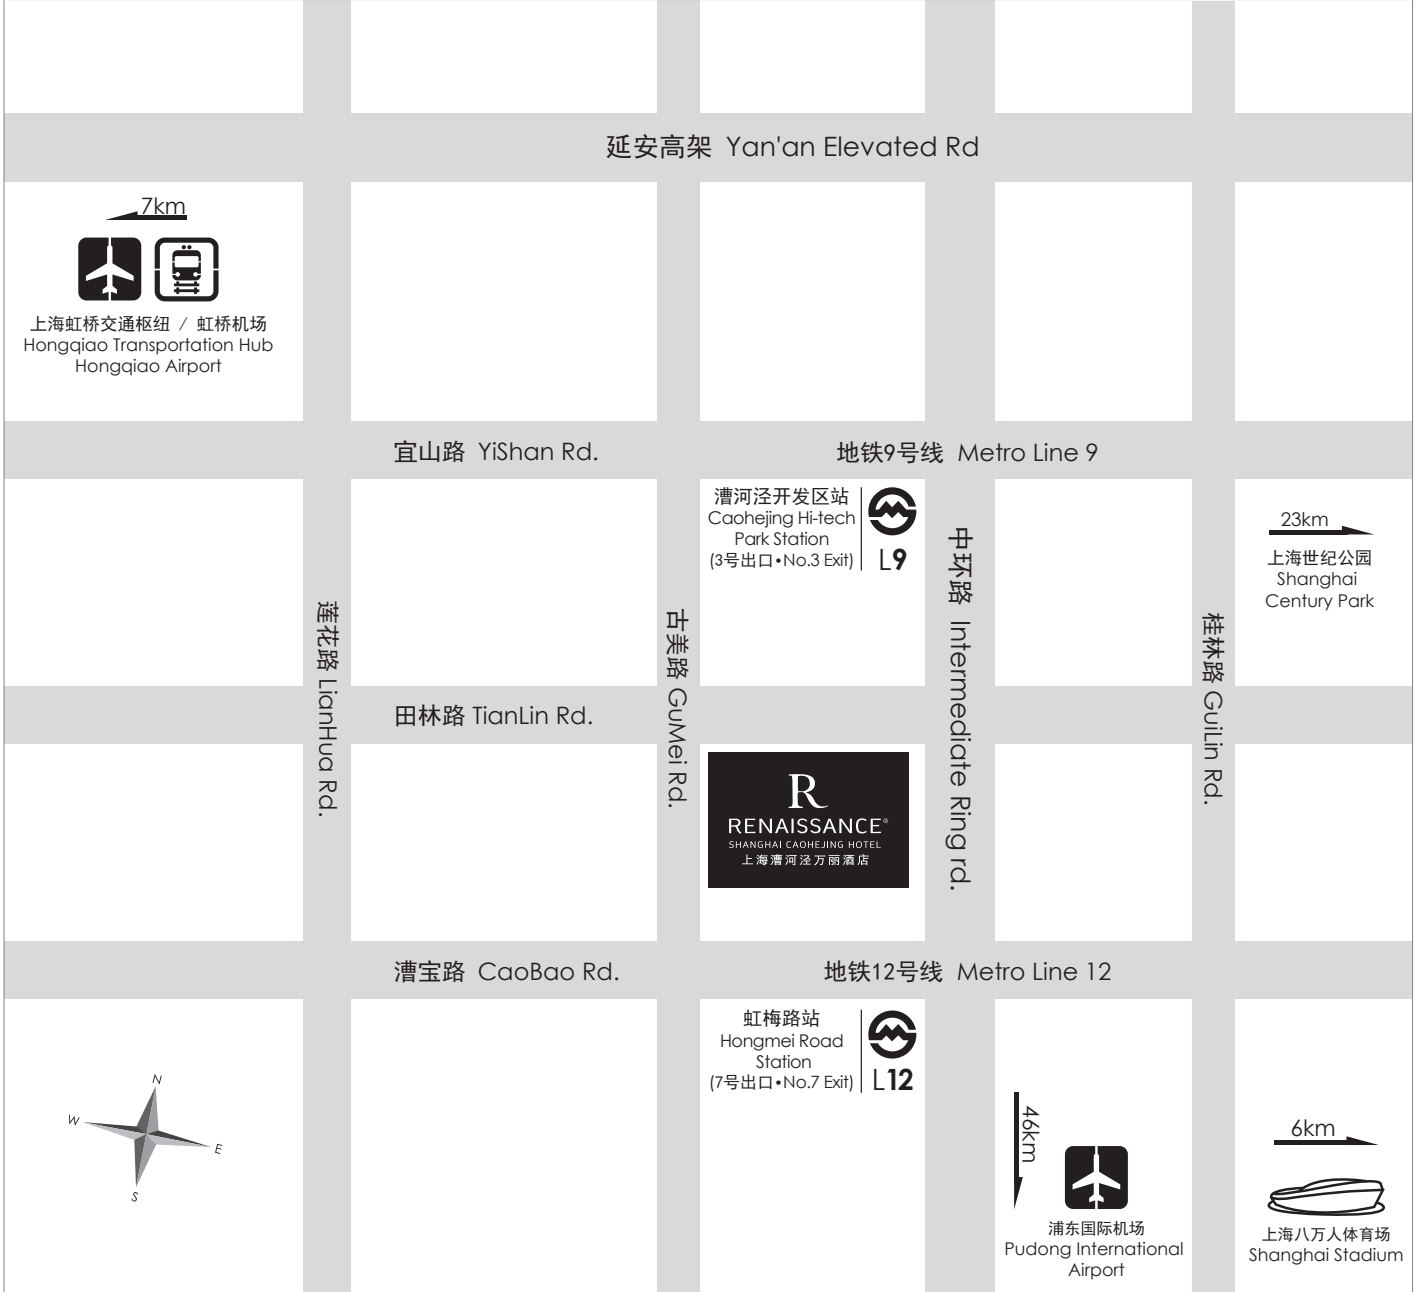 延安高架 Yan'an Elevated Rd
7km
上海虹桥交通枢纽 / 虹桥机场
Hongqiao Transportation Hub
Hongqiao Airport
宜山路 YiShan Rd.
地铁9号线 Metro Line 9
漕河泾开发区站
Caohejing Hi-tech
Park Station
(3号出口•No.3 Exit)
L9
23km
上海世纪公园
Shanghai
Century Park
莲花路 LianHua Rd.
古美路 GuMei Rd.
中环路 Intermediate Ring rd.
桂林路 GuiLin Rd.
田林路 TianLin Rd.
R
RENAISSANCE®
SHANGHAI CAOHEJING HOTEL
上海漕河泾万丽酒店
漕宝路 CaoBao Rd.
地铁12号线 Metro Line 12
虹梅路站
Hongmei Road
Station
(7号出口•No.7 Exit)
L12
N
W
E
S
46km
浦东国际机场
Pudong International
Airport
6km
上海八万人体育场
Shanghai Stadium